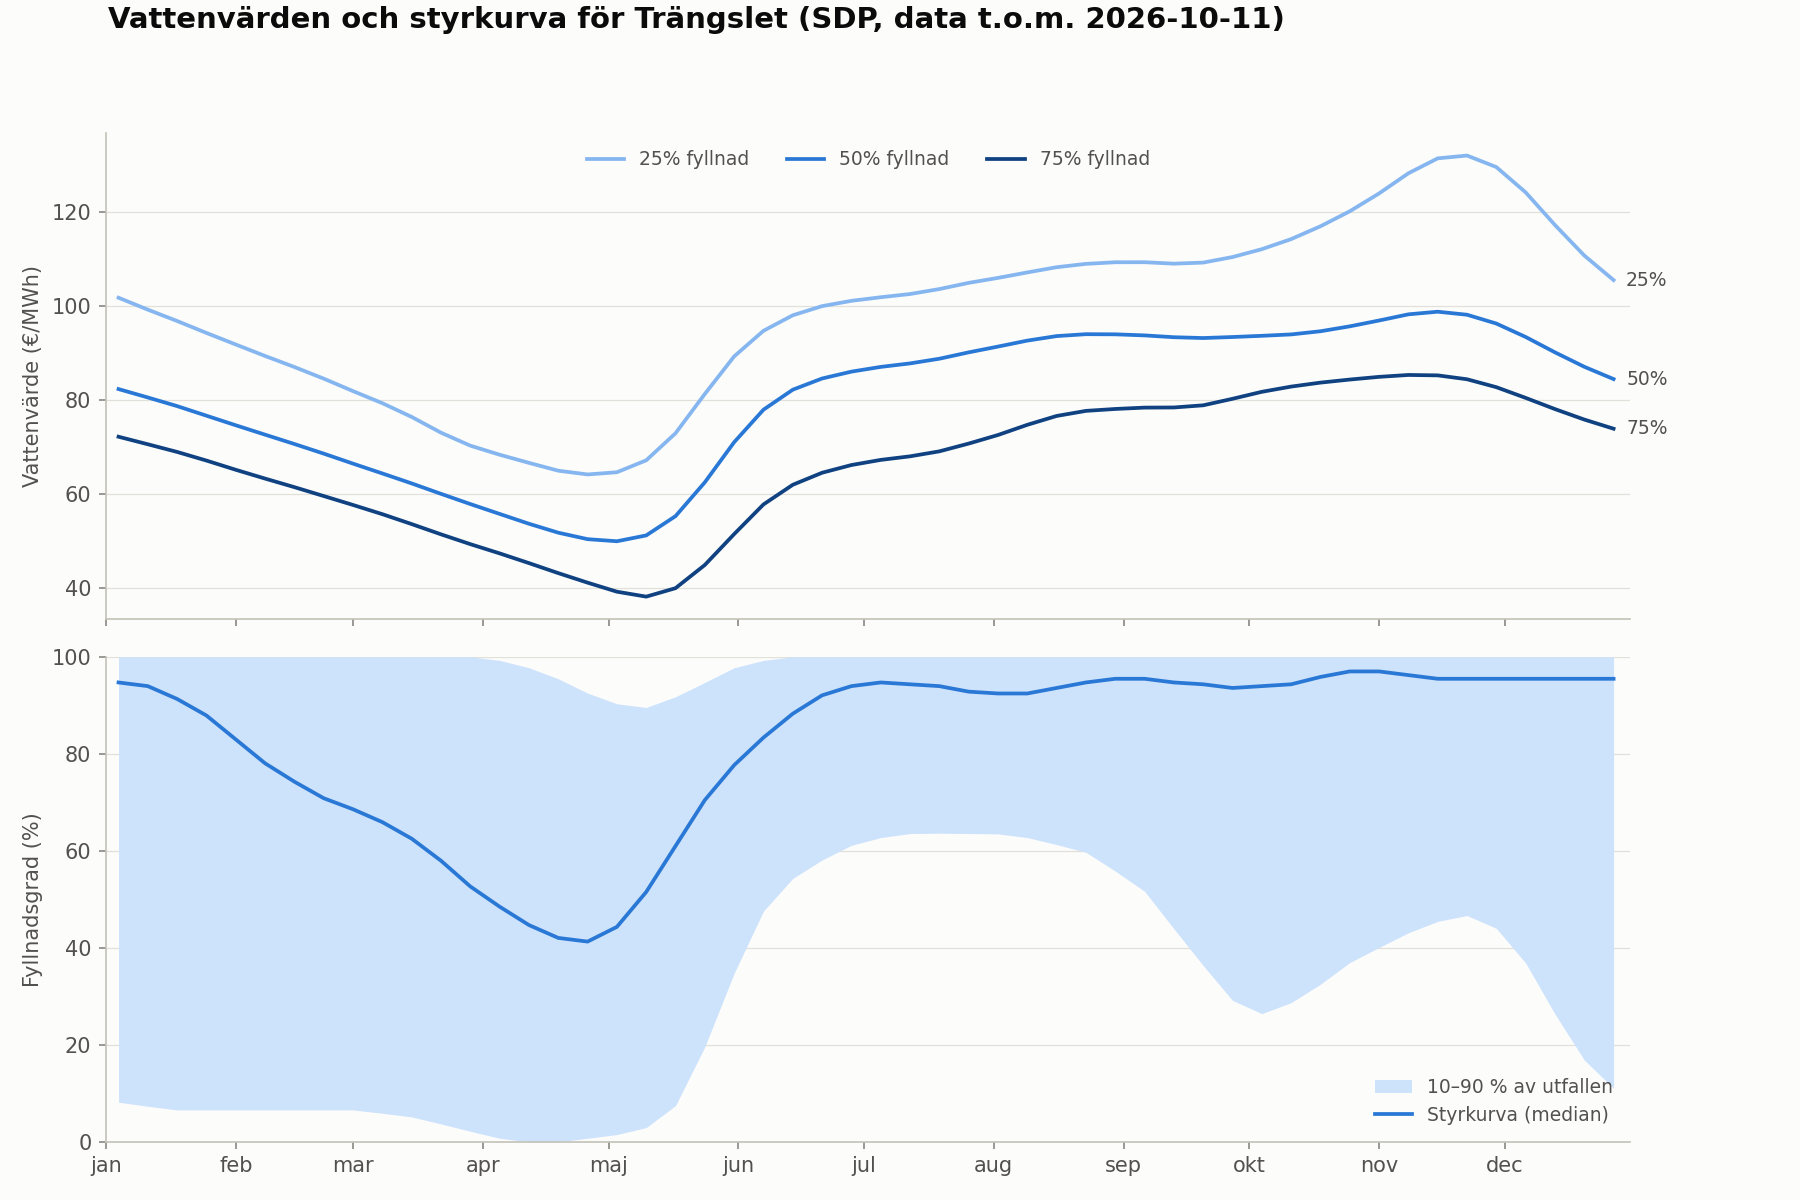 Vattenvärden och styrkurva för Trängslet (SDP, data t.o.m. 2026-10-11)
25% fyllnad 50% fyllnad 75% fyllnad
Vattenvärde (€/MWh)
120
100
80
60
40
25%
50%
75%
Fyllnadsgrad (%)
100
80
60
40
20
0
10–90 % av utfallen
Styrkurva (median)
jan feb mar apr maj jun jul aug sep okt nov dec